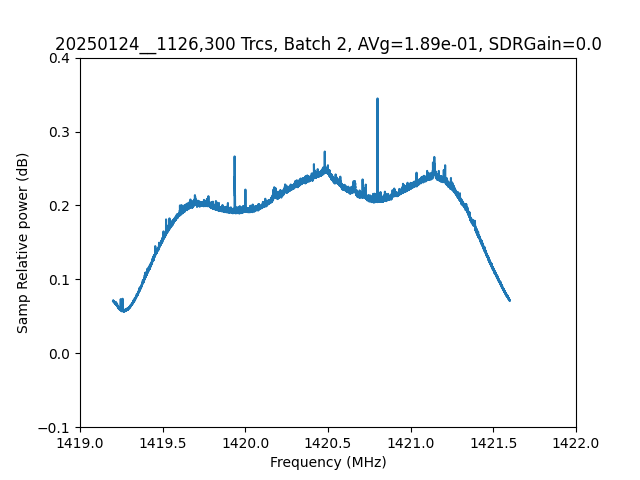 20250124__1126,300 Trcs, Batch 2, AVg=1.89e-01, SDRGain=0.0
0.4
0.3
0.2
0.1
0.0
−0.1
Samp Relative power (dB)
1419.0 1419.5 1420.0 1420.5 1421.0 1421.5 1422.0
Frequency (MHz)